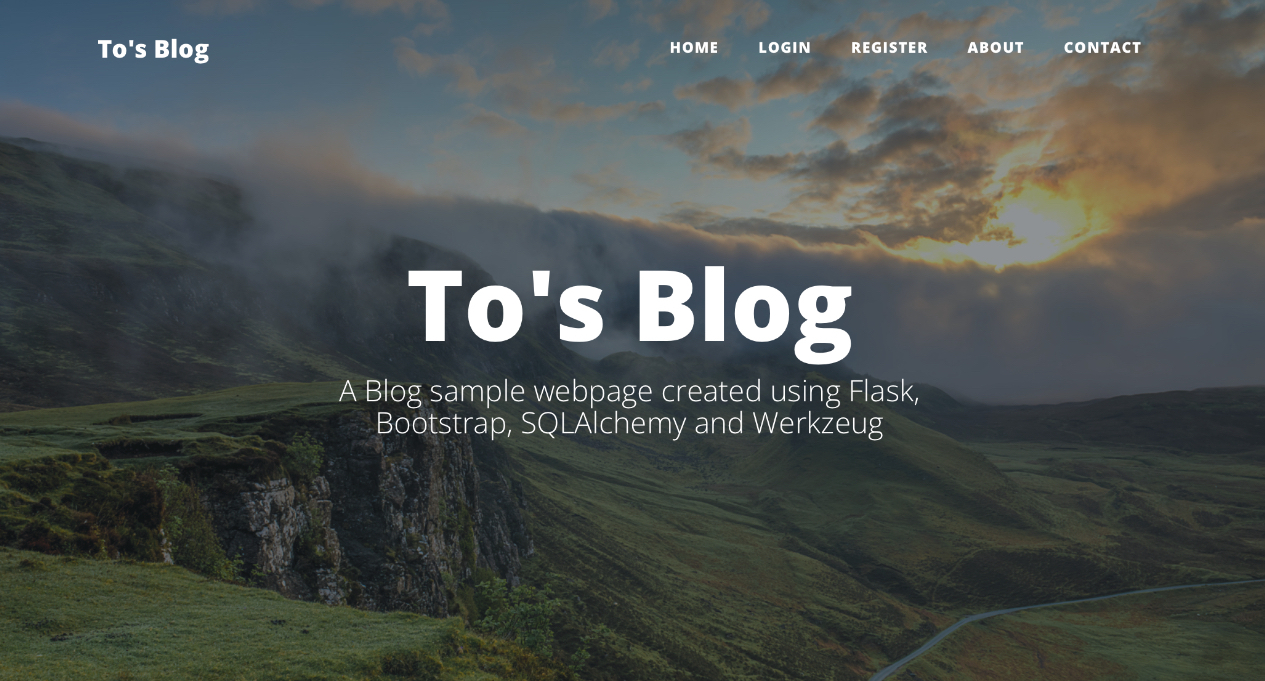 To's Blog
HOME LOGIN REGISTER ABOUT CONTACT
To's Blog
A Blog sample webpage created using Flask,
Bootstrap, SQLAlchemy and Werkzeug